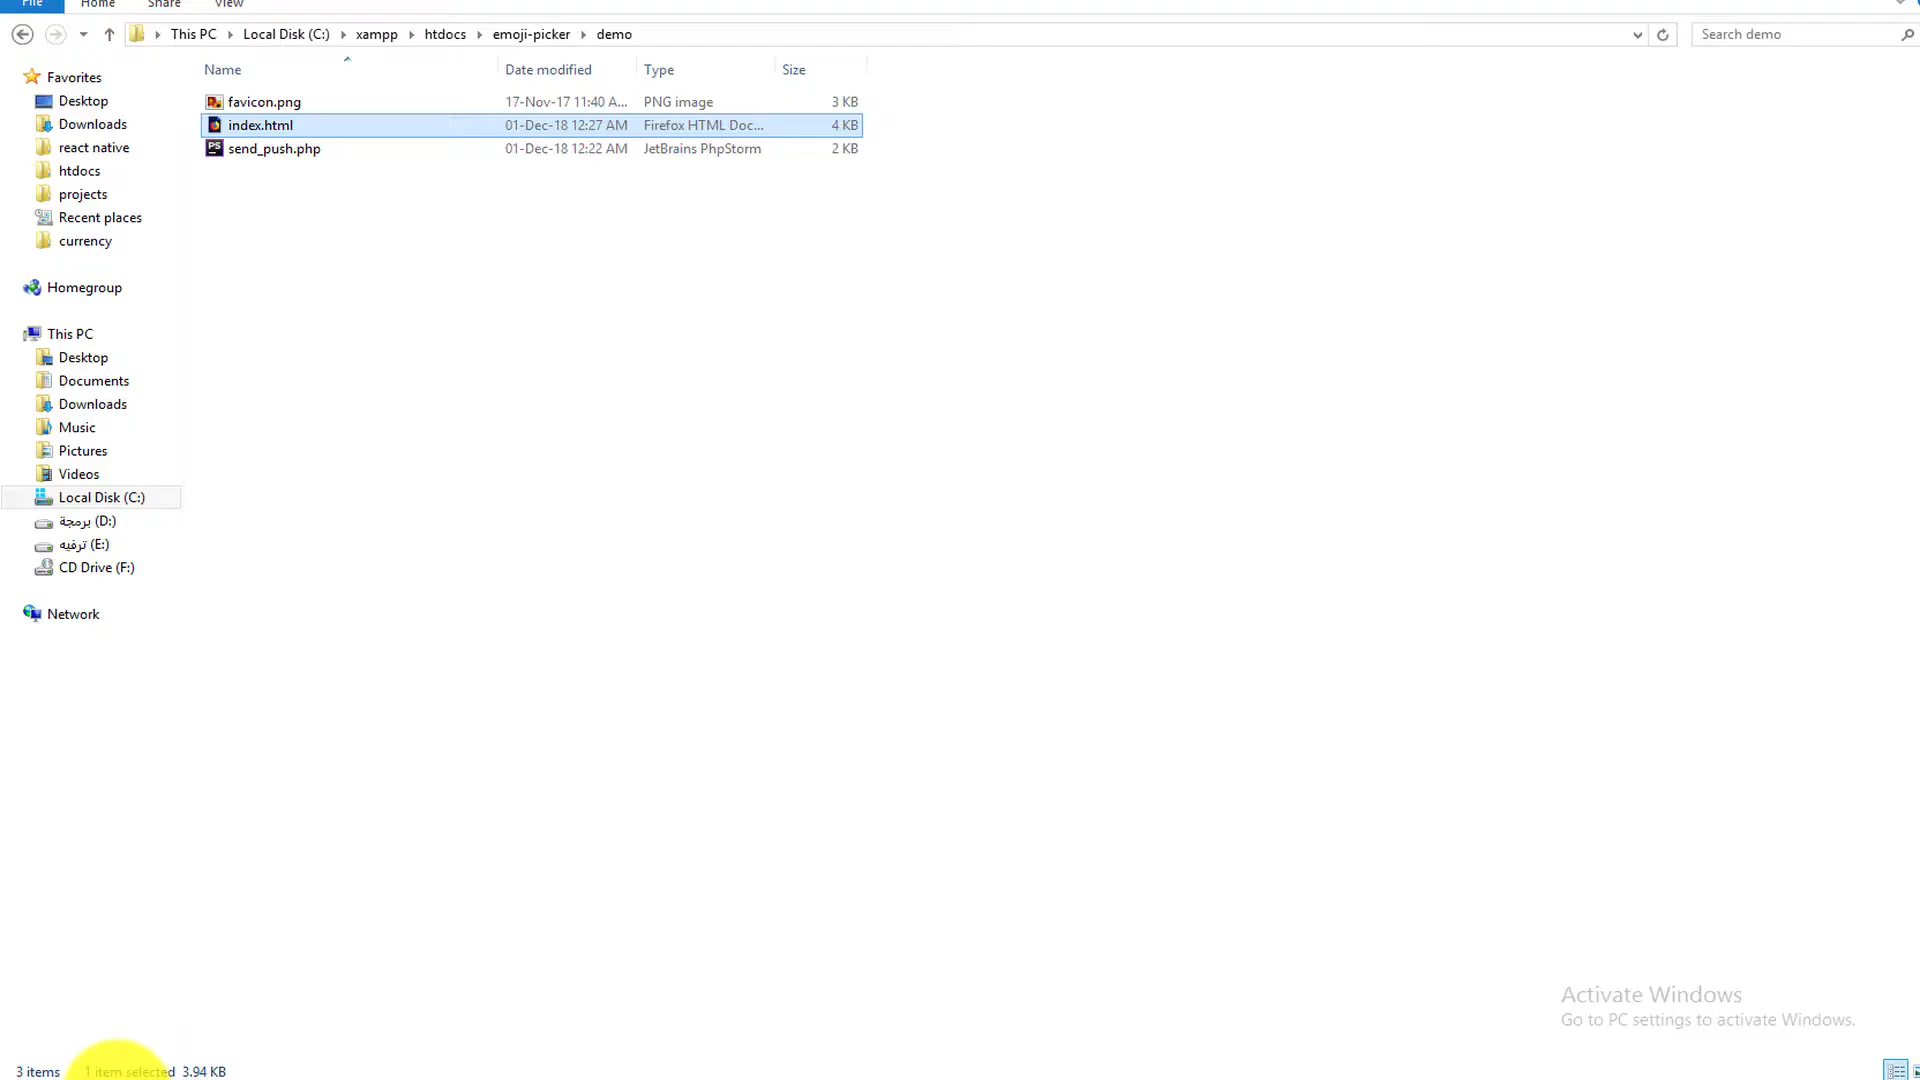 File Home Share View
This PC Local Disk (C:) xampp htdocs emoji-picker demo Search demo
Name Date modified Type Size
favicon.png 17-Nov-17 11:40 A... PNG image 3 KB
index.html 01-Dec-18 12:27 AM Firefox HTML Doc... 4 KB
send_push.php 01-Dec-18 12:22 AM JetBrains PhpStorm 2 KB
Favorites
Desktop
Downloads
react native
htdocs
projects
Recent places
currency
Homegroup
This PC
Desktop
Documents
Downloads
Music
Pictures
Videos
Local Disk (C:)
برمجة (D:)
ترفيه (E:)
CD Drive (F:)
Network
Activate Windows
Go to PC settings to activate Windows.
3 items 1 item selected 3.94 KB